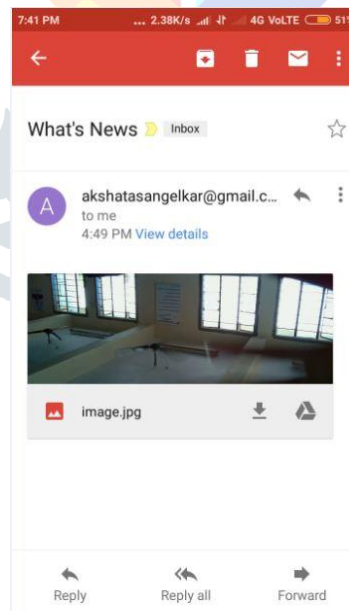 7:41 PM ... 2.38K/s 4G VoLTE 51%
What's News Inbox
A akshatasangelkar@gmail.c...
to me
4:49 PM View details
image.jpg
Reply Reply all Forward